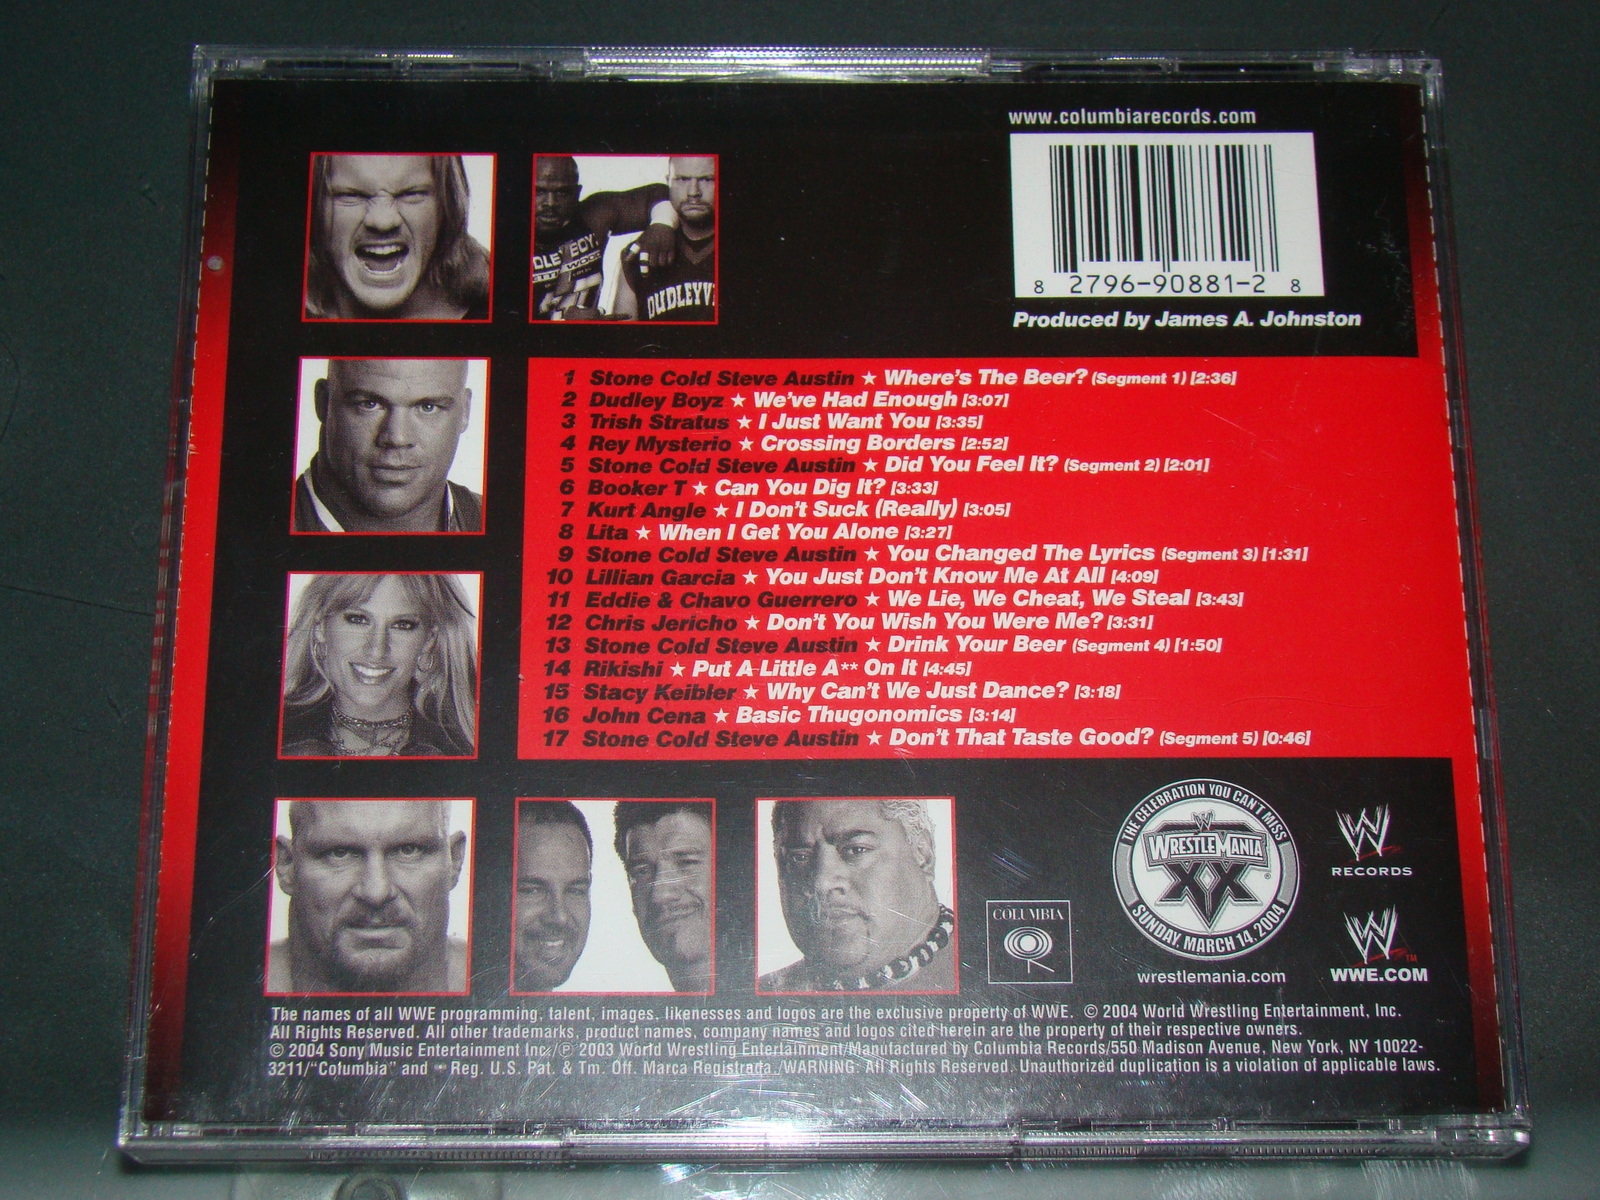 www.columbiarecords.com
8 2796-90881-2 8
Produced by James A. Johnston
DLEY BOYZ
DUDLEYV
1 Stone Cold Steve Austin ★ Where's The Beer? (Segment 1) [2:36]
2 Dudley Boyz ★ We've Had Enough [3:07]
3 Trish Stratus ★ I Just Want You [3:35]
4 Rey Mysterio ★ Crossing Borders [2:52]
5 Stone Cold Steve Austin ★ Did You Feel It? (Segment 2) [2:01]
6 Booker T ★ Can You Dig It? [3:33]
7 Kurt Angle ★ I Don't Suck (Really) [3:05]
8 Lita ★ When I Get You Alone [3:27]
9 Stone Cold Steve Austin ★ You Changed The Lyrics (Segment 3) [1:31]
10 Lillian Garcia ★ You Just Don't Know Me At All [4:09]
11 Eddie & Chavo Guerrero ★ We Lie, We Cheat, We Steal [3:43]
12 Chris Jericho ★ Don't You Wish You Were Me? [3:31]
13 Stone Cold Steve Austin ★ Drink Your Beer (Segment 4) [1:50]
14 Rikishi ★ Put A Little A** On It [4:45]
15 Stacy Keibler ★ Why Can't We Just Dance? [3:18]
16 John Cena ★ Basic Thugonomics [3:14]
17 Stone Cold Steve Austin ★ Don't That Taste Good? (Segment 5) [0:46]
COLUMBIA
THE CELEBRATION YOU CAN'T MISS
W
WRESTLEMANIA
XX
SUNDAY, MARCH 14, 2004
wrestlemania.com
W
RECORDS
W
WWE.COM
The names of all WWE programming, talent, images, likenesses and logos are the exclusive property of WWE. © 2004 World Wrestling Entertainment, Inc.
All Rights Reserved. All other trademarks, product names, company names and logos cited herein are the property of their respective owners.
© 2004 Sony Music Entertainment Inc./℗ 2003 World Wrestling Entertainment/Manufactured by Columbia Records/550 Madison Avenue, New York, NY 10022-
3211/"Columbia" and Reg. U.S. Pat. & Tm. Off. Marca Registrada./WARNING: All Rights Reserved. Unauthorized duplication is a violation of applicable laws.